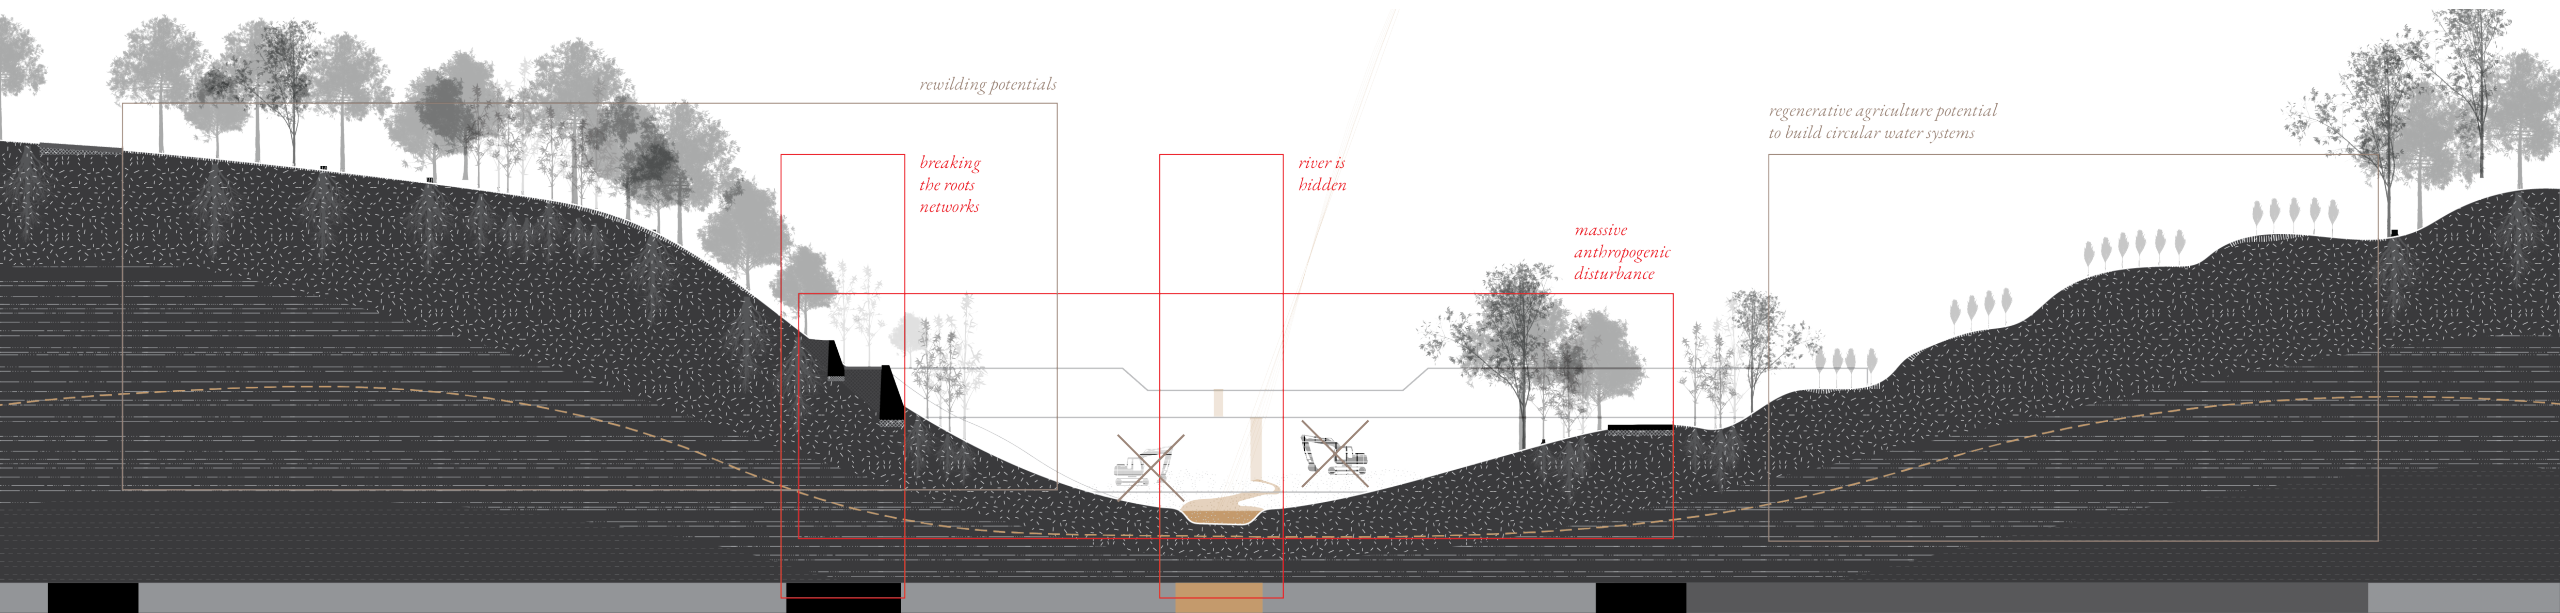 rewilding potentials
breaking
the roots
networks
river is
hidden
massive
anthropogenic
disturbance
regenerative agriculture potential
to build circular water systems